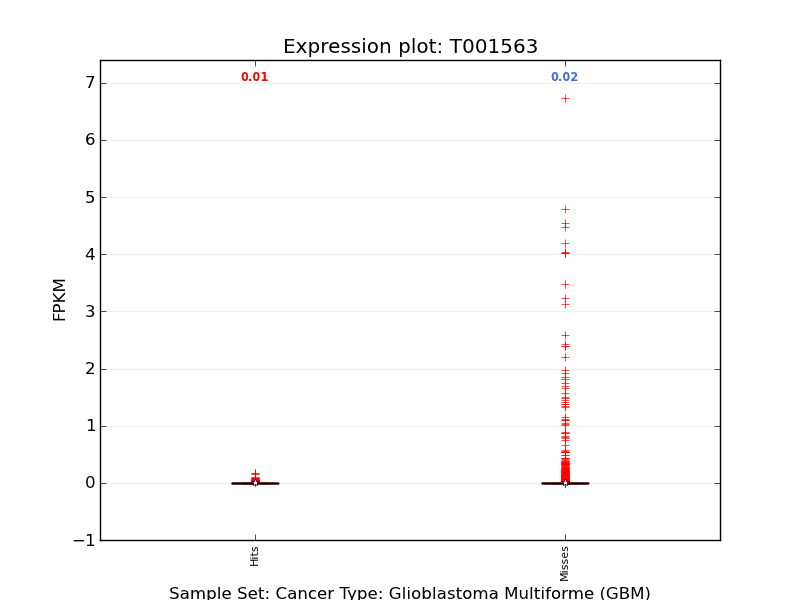 Expression plot: T001563
0.01
0.02
7
6
5
4
3
2
1
0
−1
FPKM
Hits
Misses
Sample Set: Cancer Type: Glioblastoma Multiforme (GBM)